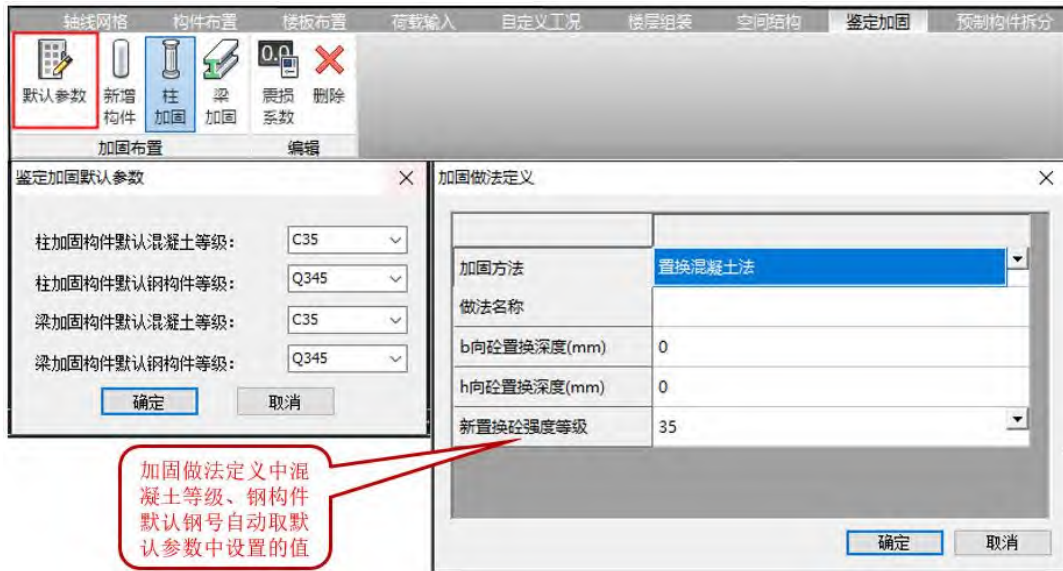 轴线网格 构件布置 楼板布置 荷载输入 自定义工况 楼层组装 空间结构 鉴定加固 预制构件拆分
默认参数 新增构件 柱加固 梁加固 震损系数 删除
加固布置 编辑
鉴定加固默认参数
柱加固构件默认混凝土等级： C35
柱加固构件默认钢构件等级： Q345
梁加固构件默认混凝土等级： C35
梁加固构件默认钢构件等级： Q345
确定 取消
加固做法定义
加固方法 置换混凝土法
做法名称
b向砼置换深度(mm) 0
h向砼置换深度(mm) 0
新置换砼强度等级 35
确定 取消
加固做法定义中混
凝土等级、钢构件
默认钢号自动取默
认参数中设置的值